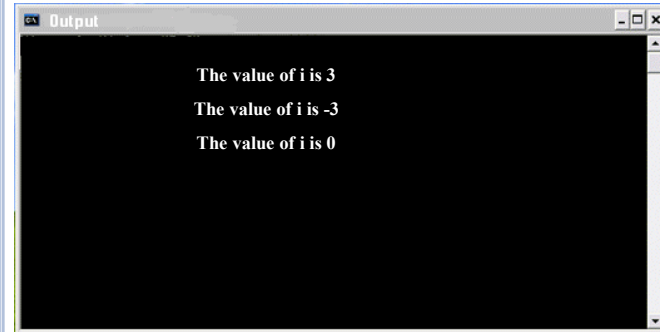 Output
The value of i is 3
The value of i is -3
The value of i is 0